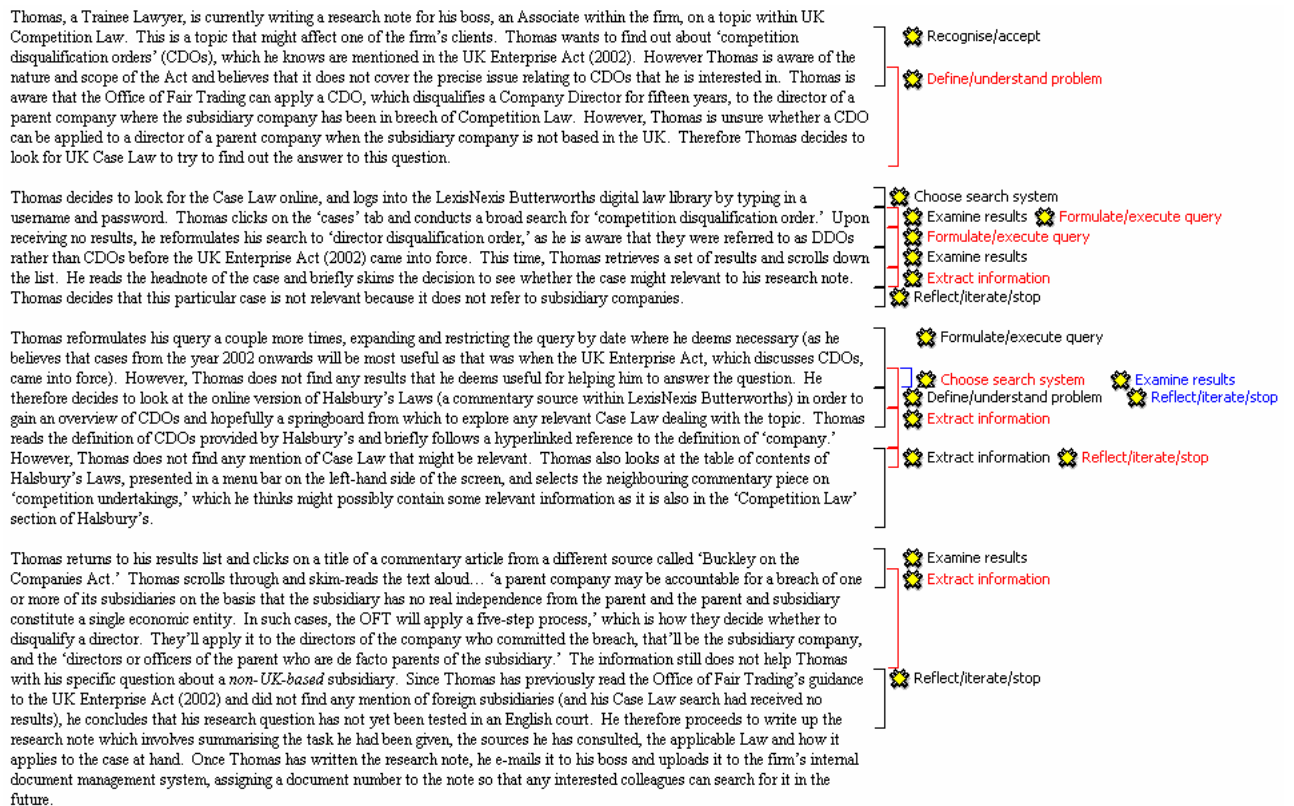 Thomas, a Trainee Lawyer, is currently writing a research note for his boss, an Associate within the firm, on a topic within UK
Competition Law. This is a topic that might affect one of the firm's clients. Thomas wants to find out about 'competition
disqualification orders' (CDOs), which he knows are mentioned in the UK Enterprise Act (2002). However Thomas is aware of the
nature and scope of the Act and believes that it does not cover the precise issue relating to CDOs that he is interested in. Thomas is
aware that the Office of Fair Trading can apply a CDO, which disqualifies a Company Director for fifteen years, to the director of a
parent company where the subsidiary company has been in breech of Competition Law. However, Thomas is unsure whether a CDO
can be applied to a director of a parent company when the subsidiary company is not based in the UK. Therefore Thomas decides to
look for UK Case Law to try to find out the answer to this question.
Recognise/accept
Define/understand problem
Thomas decides to look for the Case Law online, and logs into the LexisNexis Butterworths digital law library by typing in a
username and password. Thomas clicks on the 'cases' tab and conducts a broad search for 'competition disqualification order.' Upon
receiving no results, he reformulates his search to 'director disqualification order,' as he is aware that they were referred to as DDOs
rather than CDOs before the UK Enterprise Act (2002) came into force. This time, Thomas retrieves a set of results and scrolls down
the list. He reads the headnote of the case and briefly skims the decision to see whether the case might relevant to his research note.
Thomas decides that this particular case is not relevant because it does not refer to subsidiary companies.
Choose search system
Examine results Formulate/execute query
Formulate/execute query
Examine results
Extract information
Reflect/iterate/stop
Thomas reformulates his query a couple more times, expanding and restricting the query by date where he deems necessary (as he
believes that cases from the year 2002 onwards will be most useful as that was when the UK Enterprise Act, which discusses CDOs,
came into force). However, Thomas does not find any results that he deems useful for helping him to answer the question. He
therefore decides to look at the online version of Halsbury's Laws (a commentary source within LexisNexis Butterworths) in order to
gain an overview of CDOs and hopefully a springboard from which to explore any relevant Case Law dealing with the topic. Thomas
reads the definition of CDOs provided by Halsbury's and briefly follows a hyperlinked reference to the definition of 'company.'
However, Thomas does not find any mention of Case Law that might be relevant. Thomas also looks at the table of contents of
Halsbury's Laws, presented in a menu bar on the left-hand side of the screen, and selects the neighbouring commentary piece on
'competition undertakings,' which he thinks might possibly contain some relevant information as it is also in the 'Competition Law'
section of Halsbury's.
Formulate/execute query
Choose search system Examine results
Define/understand problem Reflect/iterate/stop
Extract information
Extract information Reflect/iterate/stop
Thomas returns to his results list and clicks on a title of a commentary article from a different source called 'Buckley on the
Companies Act.' Thomas scrolls through and skim-reads the text aloud… 'a parent company may be accountable for a breach of one
or more of its subsidiaries on the basis that the subsidiary has no real independence from the parent and the parent and subsidiary
constitute a single economic entity. In such cases, the OFT will apply a five-step process,' which is how they decide whether to
disqualify a director. They'll apply it to the directors of the company who committed the breach, that'll be the subsidiary company,
and the 'directors or officers of the parent who are de facto parents of the subsidiary.' The information still does not help Thomas
with his specific question about a non-UK-based subsidiary. Since Thomas has previously read the Office of Fair Trading's guidance
to the UK Enterprise Act (2002) and did not find any mention of foreign subsidiaries (and his Case Law search had received no
results), he concludes that his research question has not yet been tested in an English court. He therefore proceeds to write up the
research note which involves summarising the task he had been given, the sources he has consulted, the applicable Law and how it
applies to the case at hand. Once Thomas has written the research note, he e-mails it to his boss and uploads it to the firm's internal
document management system, assigning a document number to the note so that any interested colleagues can search for it in the
future.
Examine results
Extract information
Reflect/iterate/stop